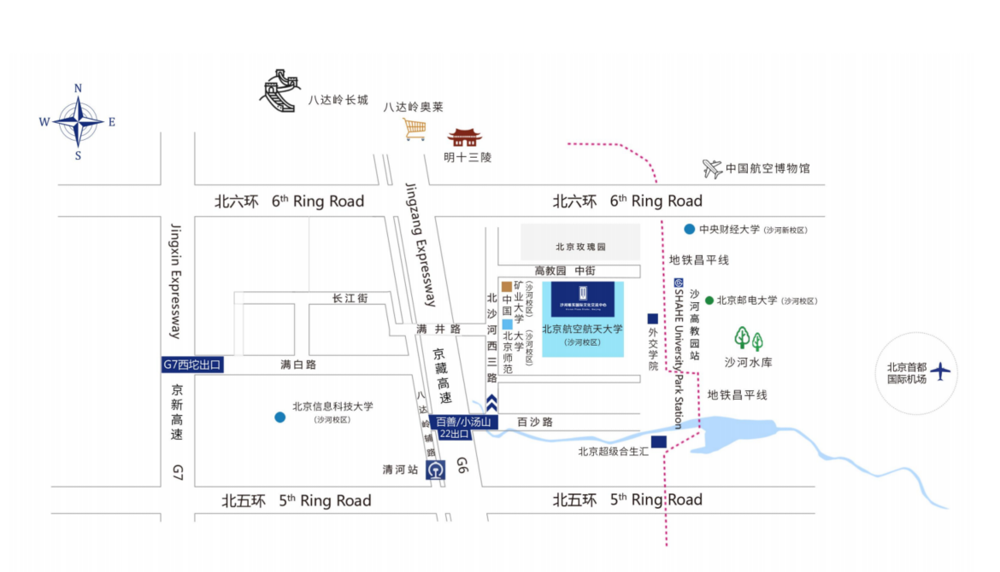 N
W
E
S
八达岭长城
八达岭奥莱
明十三陵
中国航空博物馆
北六环 6th Ring Road
北六环 6th Ring Road
Jingxin Expressway
Jingzang Expressway
中央财经大学 (沙河新校区)
北京玫瑰园
地铁昌平线
高教园 中街
长江街
北沙河西三路
中国矿业大学
(沙河校区)
北京师范大学
(沙河校区)
北京航空航天大学
(沙河校区)
SHAHE University Park Station
沙河高教园站
北京邮电大学 (沙河校区)
满井路
外交学院
沙河水库
G7西坨出口
满白路
京藏高速
北京首都
国际机场
地铁昌平线
京新高速
G7
北京信息科技大学
(沙河校区)
八达岭辅路
百善/小汤山
22出口
百沙路
北京超级合生汇
清河站
G6
北五环 5th Ring Road
北五环 5th Ring Road